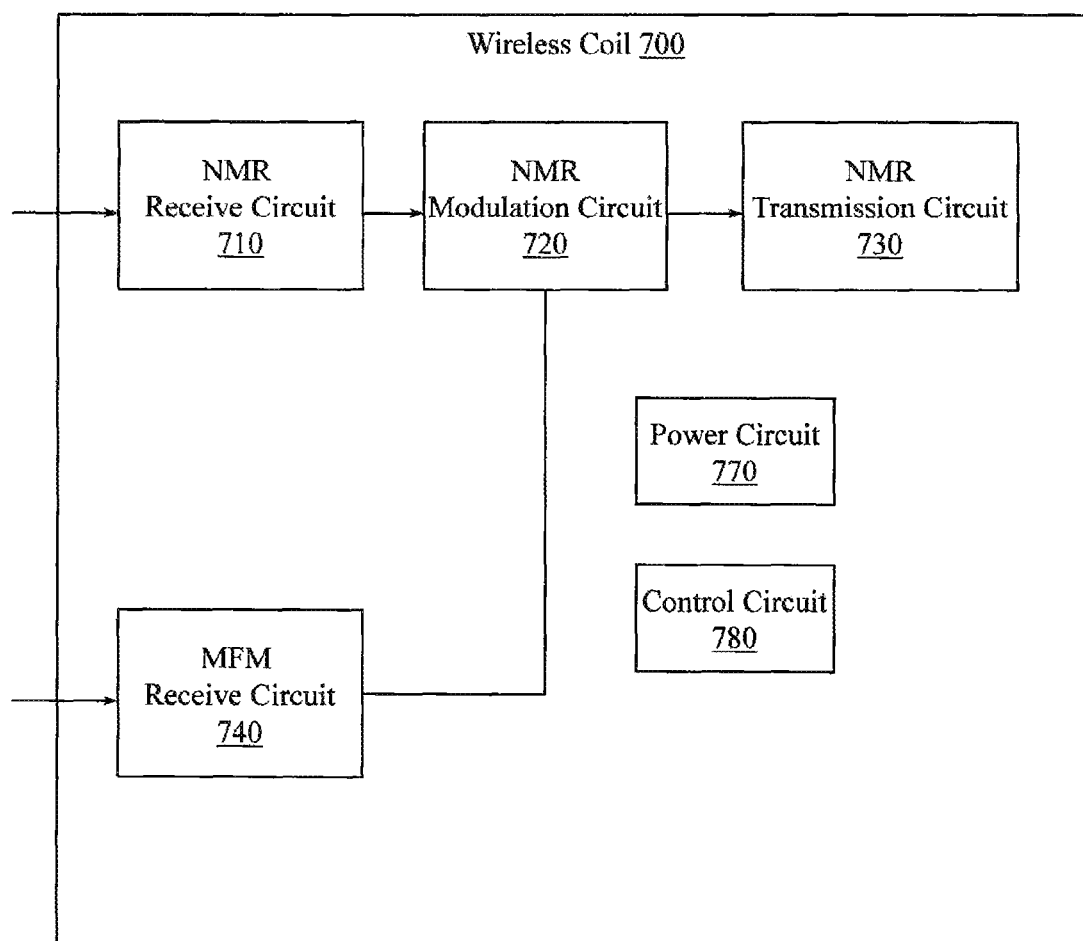 Wireless Coil 700
NMR
Receive Circuit
710
NMR
Modulation Circuit
720
NMR
Transmission Circuit
730
Power Circuit
770
Control Circuit
780
MFM
Receive Circuit
740